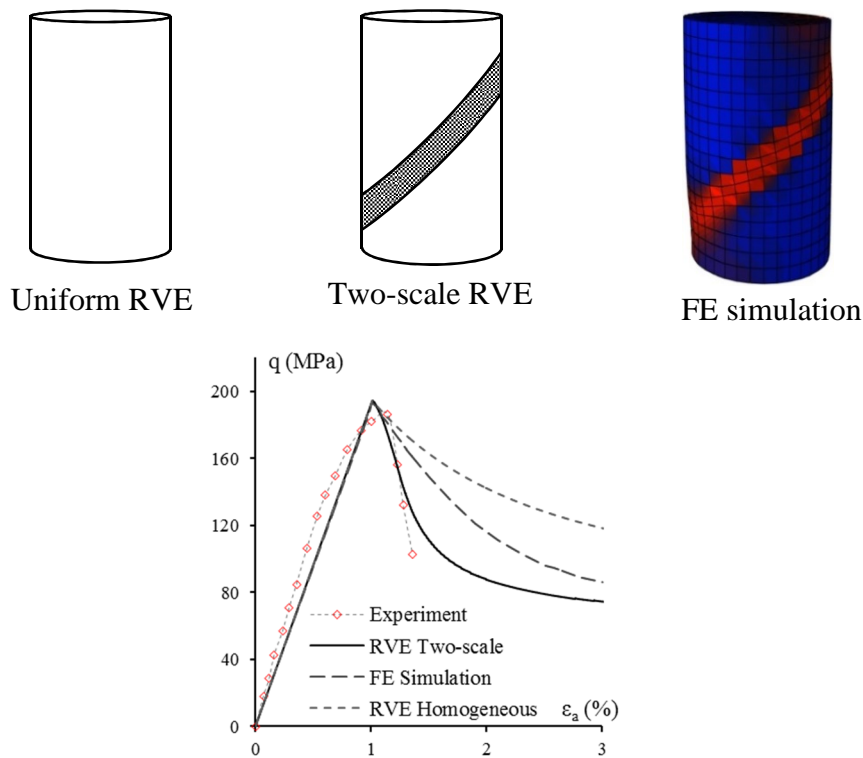 Uniform RVE
Two-scale RVE
FE simulation
q (MPa)
200
160
120
80
40
0
Experiment
RVE Two-scale
FE Simulation
RVE Homogeneous
εa (%)
0 1 2 3